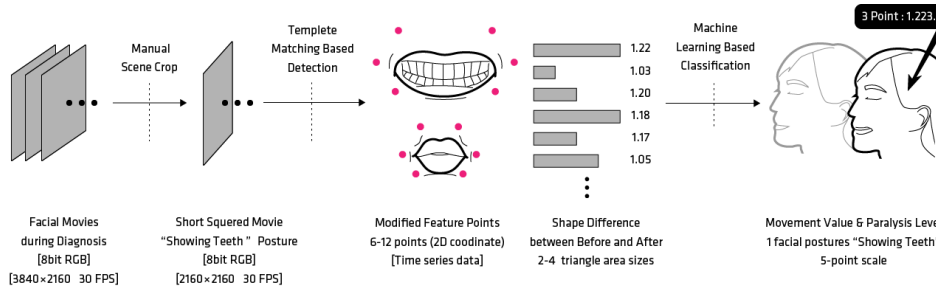 3 Point : 1.223.
Manual
Scene Crop
Templete
Matching Based
Detection
1.22
1.03
1.20
1.18
1.17
1.05
Machine
Learning Based
Classification
Facial Movies
during Diagnosis
[8bit RGB]
[3840×2160 30 FPS]
Short Squered Movie
“Showing Teeth ” Posture
[8bit RGB]
[2160×2160 30 FPS]
Modified Feature Points
6-12 points (2D coodinate)
[Time series data]
Shape Difference
between Before and After
2-4 triangle area sizes
Movement Value & Paralysis Leve
1 facial postures “Showing Teeth”
5-point scale